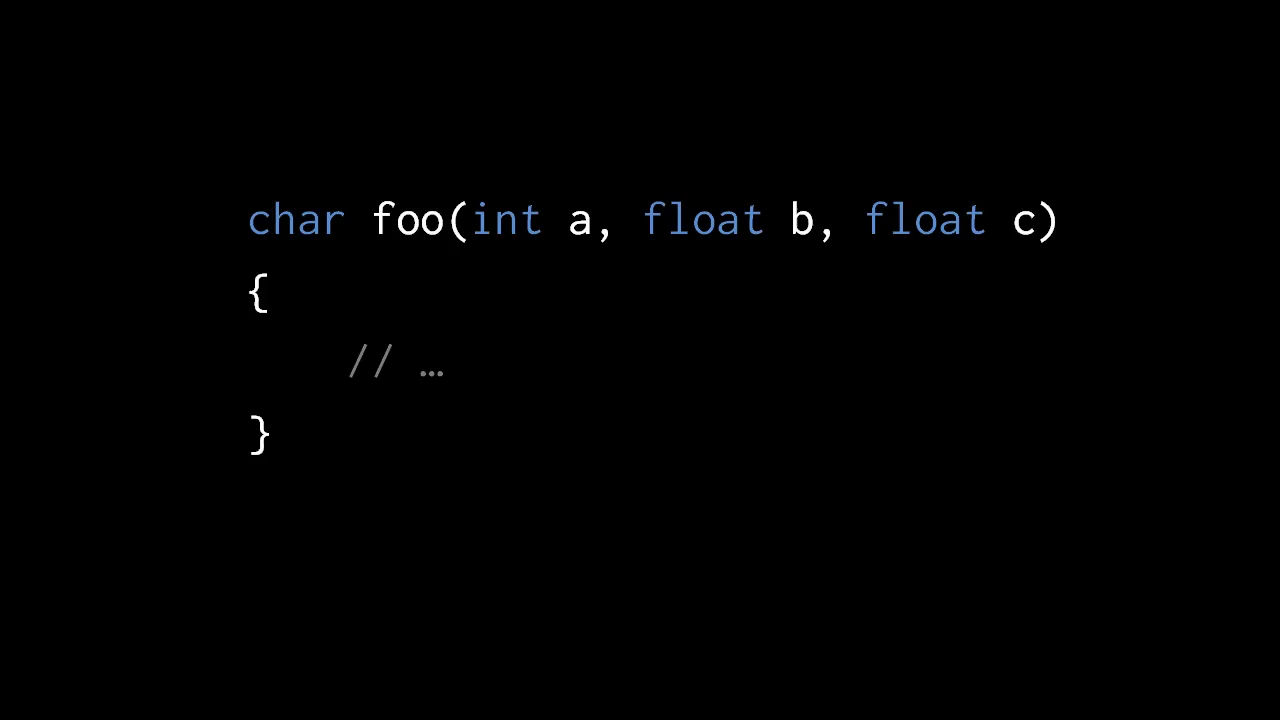 char foo(int a, float b, float c)
{
    // …
}